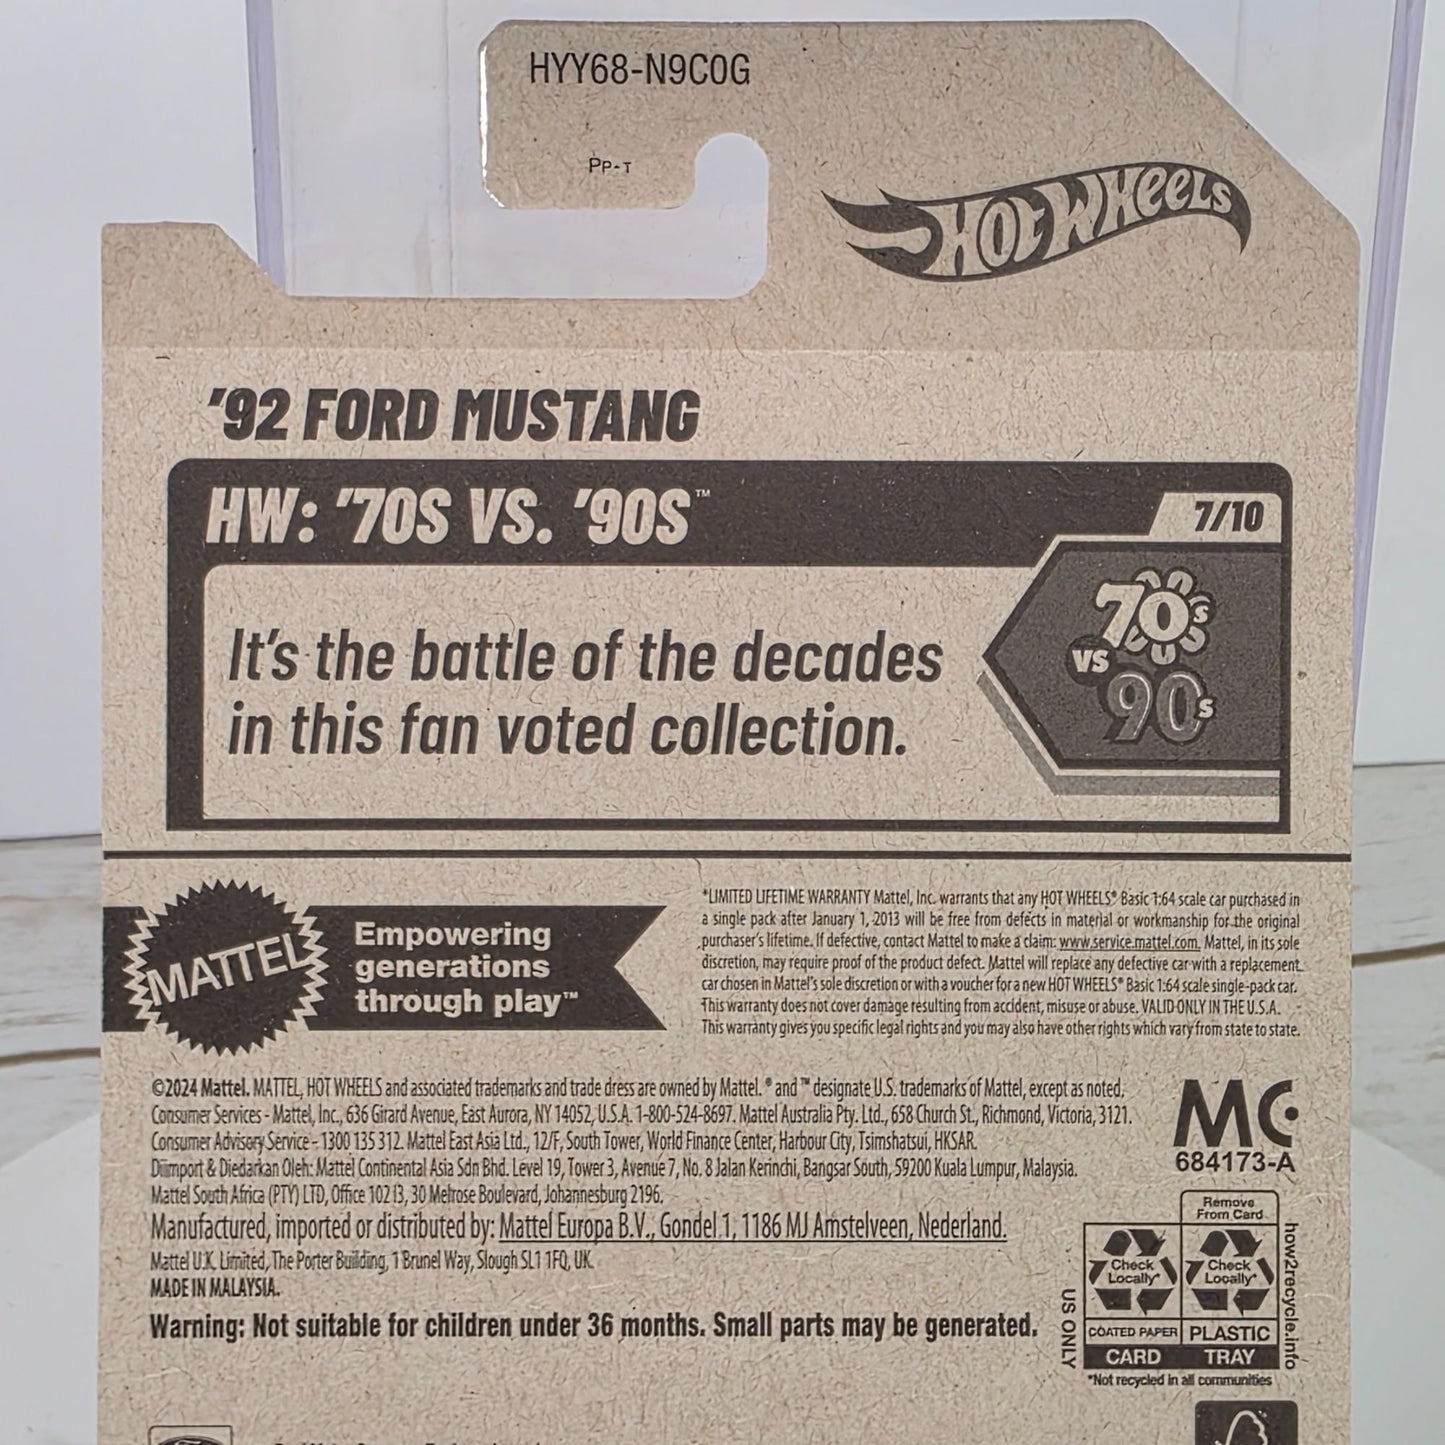 HYY68-N9C0G
PP-T
HOT WHEELS
'92 FORD MUSTANG
HW: '70S VS. '90S™
7/10
70s
vs
90s
It's the battle of the decades
in this fan voted collection.
MATTEL
Empowering
generations
through play™
*LIMITED LIFETIME WARRANTY Mattel, Inc. warrants that any HOT WHEELS® Basic 1:64 scale car purchased in
a single pack after January 1, 2013 will be free from defects in material or workmanship for the original
purchaser's lifetime. If defective, contact Mattel to make a claim: www.service.mattel.com. Mattel, in its sole
discretion, may require proof of the product defect. Mattel will replace any defective car with a replacement
car chosen in Mattel's sole discretion or with a voucher for a new HOT WHEELS® Basic 1:64 scale single-pack car.
This warranty does not cover damage resulting from accident, misuse or abuse. VALID ONLY IN THE U.S.A.
This warranty gives you specific legal rights and you may also have other rights which vary from state to state.
©2024 Mattel. MATTEL, HOT WHEELS and associated trademarks and trade dress are owned by Mattel. ® and ™ designate U.S. trademarks of Mattel, except as noted.
Consumer Services - Mattel, Inc., 636 Girard Avenue, East Aurora, NY 14052, U.S.A. 1-800-524-8697. Mattel Australia Pty. Ltd., 658 Church St., Richmond, Victoria, 3121.
Consumer Advisory Service - 1300 135 312. Mattel East Asia Ltd., 12/F, South Tower, World Finance Center, Harbour City, Tsimshatsui, HKSAR.
Diimport & Diedarkan Oleh: Mattel Continental Asia Sdn Bhd. Level 19, Tower 3, Avenue 7, No. 8 Jalan Kerinchi, Bangsar South, 59200 Kuala Lumpur, Malaysia.
Mattel South Africa (PTY) LTD, Office 102 I3, 30 Melrose Boulevard, Johannesburg 2196.
Manufactured, imported or distributed by: Mattel Europa B.V., Gondel 1, 1186 MJ Amstelveen, Nederland.
Mattel U.K. Limited, The Porter Building, 1 Brunel Way, Slough SL1 1FQ, UK.
MADE IN MALAYSIA.
Warning: Not suitable for children under 36 months. Small parts may be generated.
MC
684173-A
Remove
From Card
Check
Locally*
Check
Locally*
COATED PAPER
PLASTIC
CARD
TRAY
US ONLY
how2recycle.info
*Not recycled in all communities